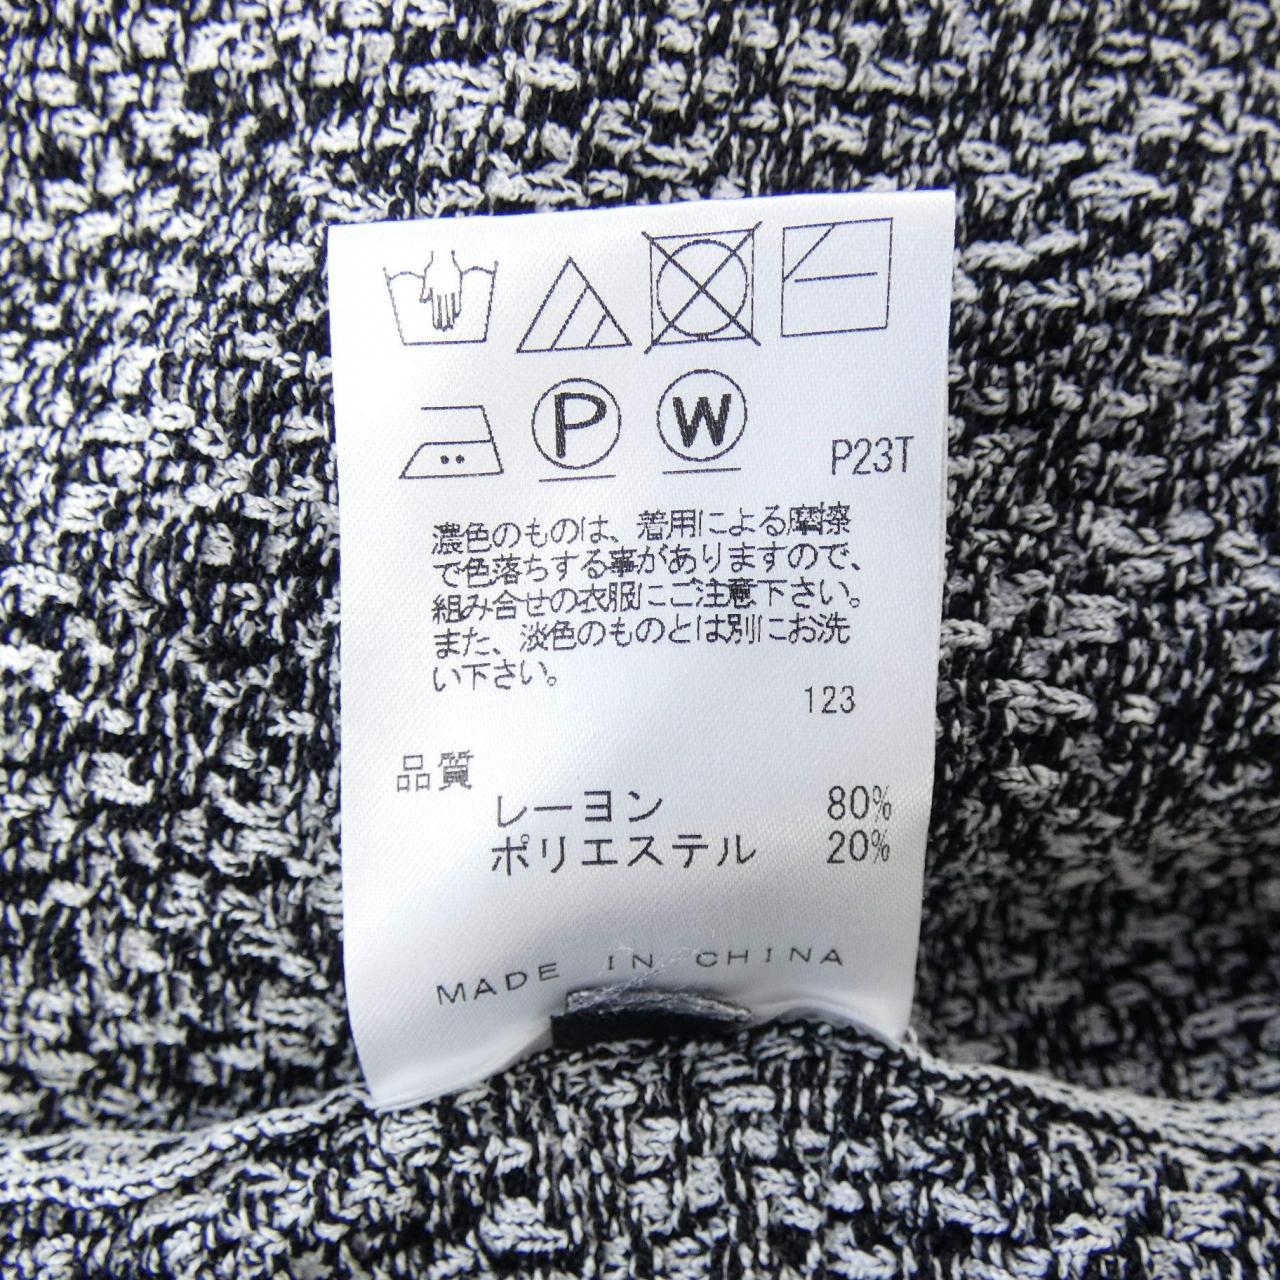 P
W
P23T
濃色のものは、着用による摩擦
で色落ちする事がありますので、
組み合せの衣服にご注意下さい。
また、淡色のものとは別にお洗
い下さい。
123
品質
レーヨン 80%
ポリエステル 20%
MADE IN CHINA